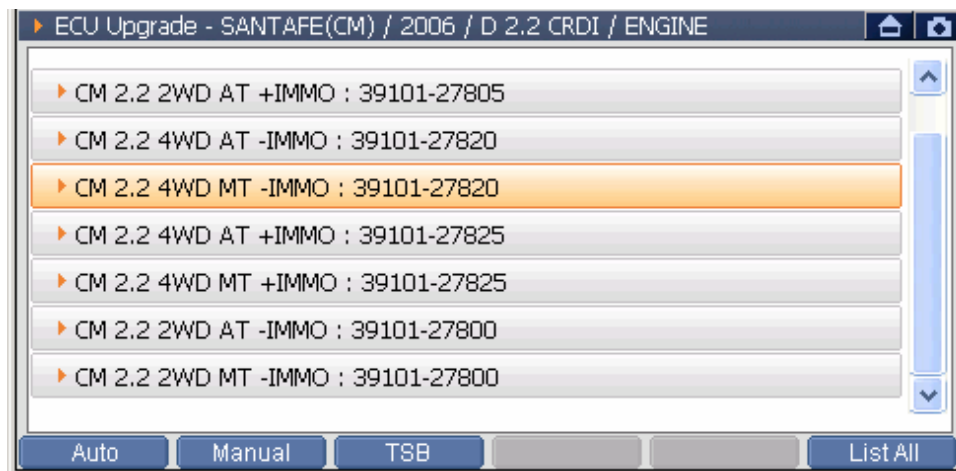 ECU Upgrade - SANTAFE(CM) / 2006 / D 2.2 CRDI / ENGINE
CM 2.2 2WD AT +IMMO : 39101-27805
CM 2.2 4WD AT -IMMO : 39101-27820
CM 2.2 4WD MT -IMMO : 39101-27820
CM 2.2 4WD AT +IMMO : 39101-27825
CM 2.2 4WD MT +IMMO : 39101-27825
CM 2.2 2WD AT -IMMO : 39101-27800
CM 2.2 2WD MT -IMMO : 39101-27800
Auto Manual TSB List All